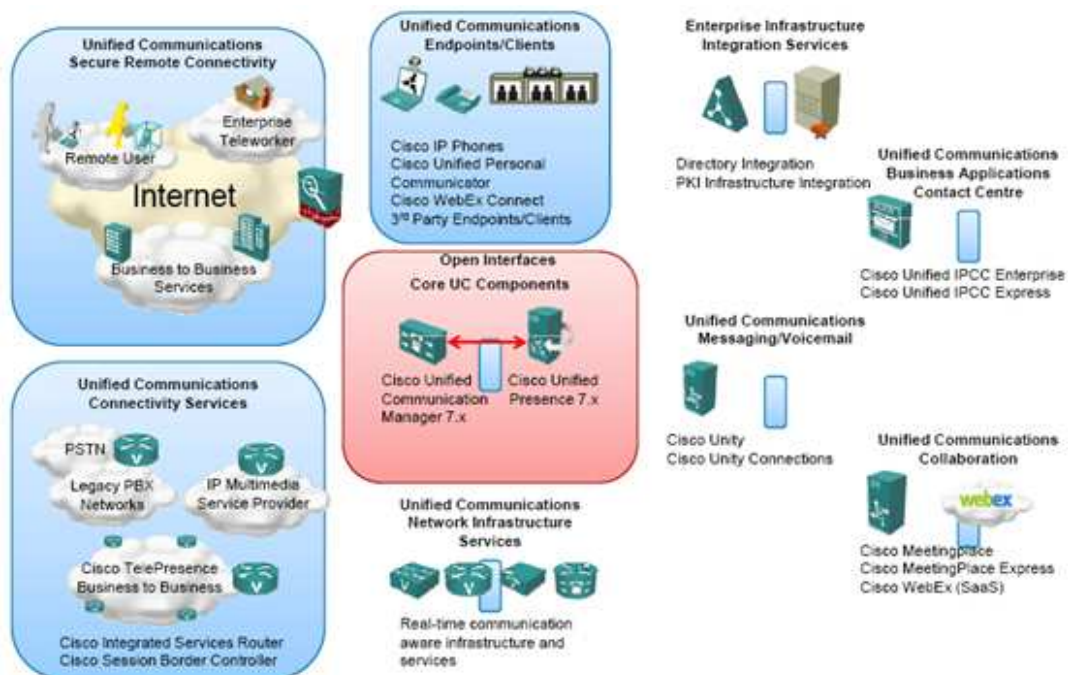 Unified Communications
Secure Remote Connectivity
Enterprise
Teleworker
Remote User
Internet
Business to Business
Services
Unified Communications
Endpoints/Clients
Cisco IP Phones
Cisco Unified Personal
Communicator
Cisco WebEx Connect
3rd Party Endpoints/Clients
Enterprise Infrastructure
Integration Services
Directory Integration
PKI Infrastructure Integration
Unified Communications
Business Applications
Contact Centre
Cisco Unified IPCC Enterprise
Cisco Unified IPCC Express
Open Interfaces
Core UC Components
Cisco Unified
Communication
Manager 7.x
Cisco Unified
Presence 7.x
Unified Communications
Messaging/Voicemail
Cisco Unity
Cisco Unity Connections
Unified Communications
Connectivity Services
PSTN
V
Legacy PBX
Networks
V
IP Multimedia
Service Provider
Cisco TelePresence
Business to Business
V
Cisco Integrated Services Router
Cisco Session Border Controller
Unified Communications
Network Infrastructure
Services
V
Real-time communication
aware infrastructure and
services
Unified Communications
Collaboration
webex
Cisco Meetingplace
Cisco MeetingPlace Express
Cisco WebEx (SaaS)